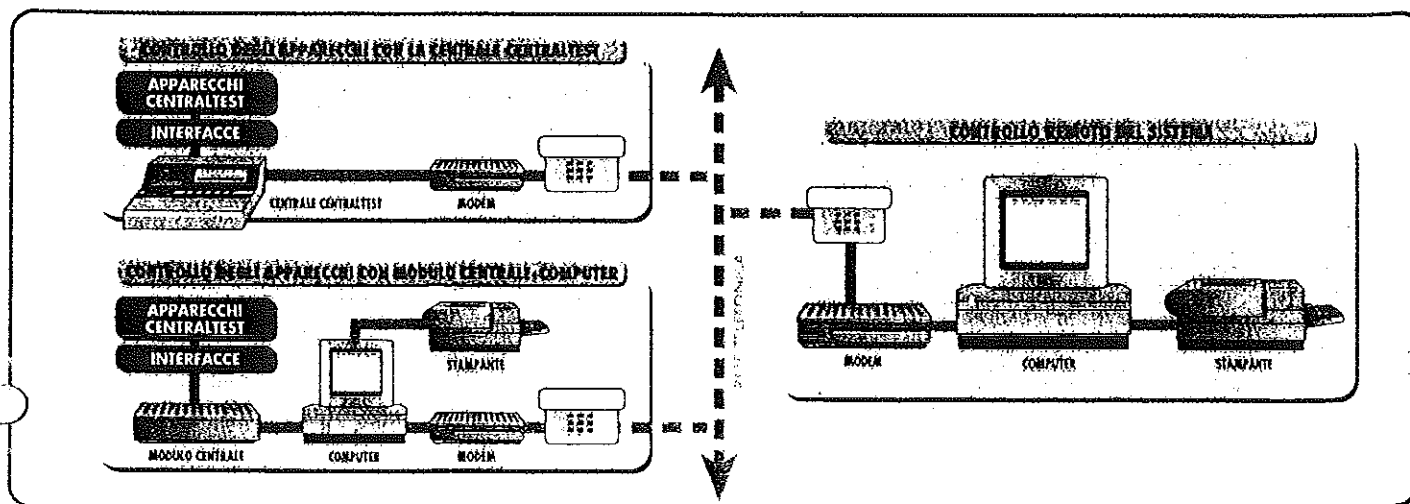 CONTROLLO DEGLI APPARECCHI CON LA CENTRALE CENTRALTEST
APPARECCHI
CENTRALTEST
INTERFACCE
CENTRALE CENTRALTEST
MODEM
CONTROLLO DEGLI APPARECCHI CON MODULO CENTRALE-COMPUTER
APPARECCHI
CENTRALTEST
INTERFACCE
STAMPANTE
MODULO CENTRALE
COMPUTER
MODEM
CONTROLLO REMOTO DEL SISTEMA
MODEM
COMPUTER
STAMPANTE